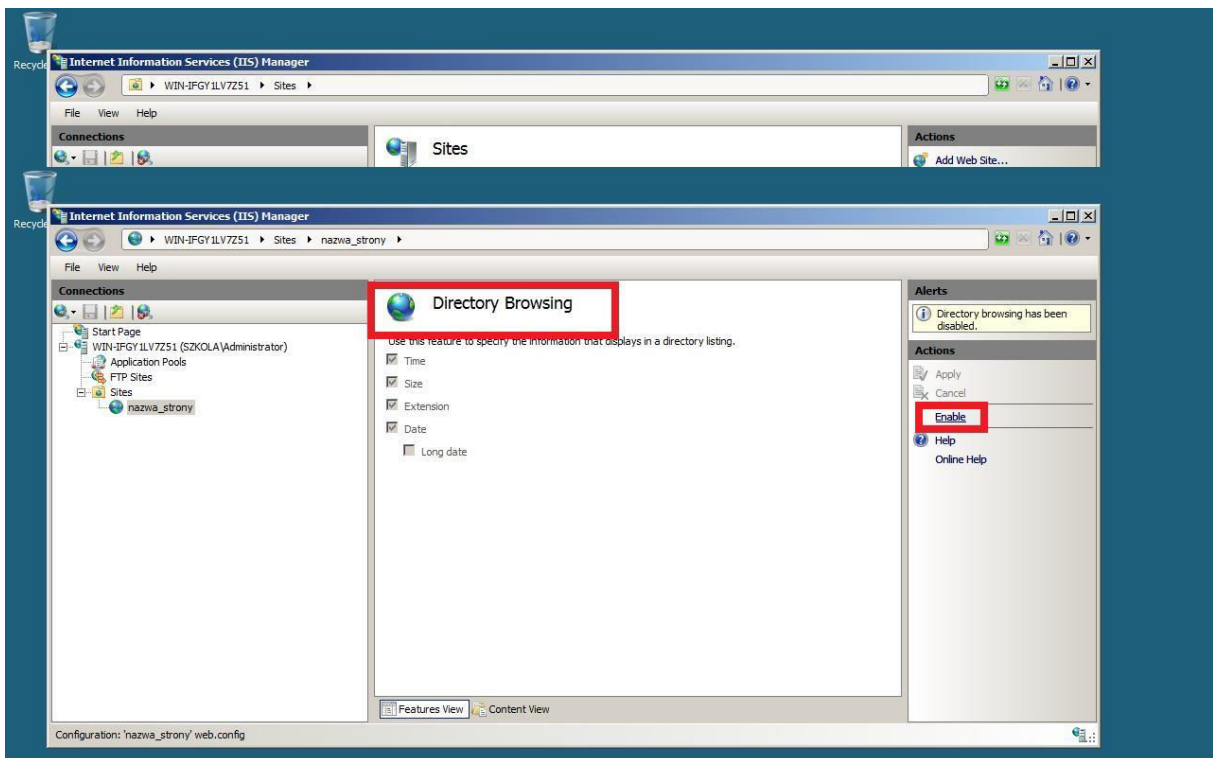 Recycle
Internet Information Services (IIS) Manager
WIN-IFGY1LV7Z51 Sites
File View Help
Connections
Sites
Actions
Add Web Site...
Recycle
Internet Information Services (IIS) Manager
WIN-IFGY1LV7Z51 Sites nazwa_strony
File View Help
Connections
Start Page
WIN-IFGY1LV7Z51 (SZKOLA\Administrator)
Application Pools
FTP Sites
Sites
nazwa_strony
Directory Browsing
Use this feature to specify the information that displays in a directory listing.
Time
Size
Extension
Date
Long date
Features View Content View
Alerts
Directory browsing has been
disabled.
Actions
Apply
Cancel
Enable
Help
Online Help
Configuration: 'nazwa_strony' web.config